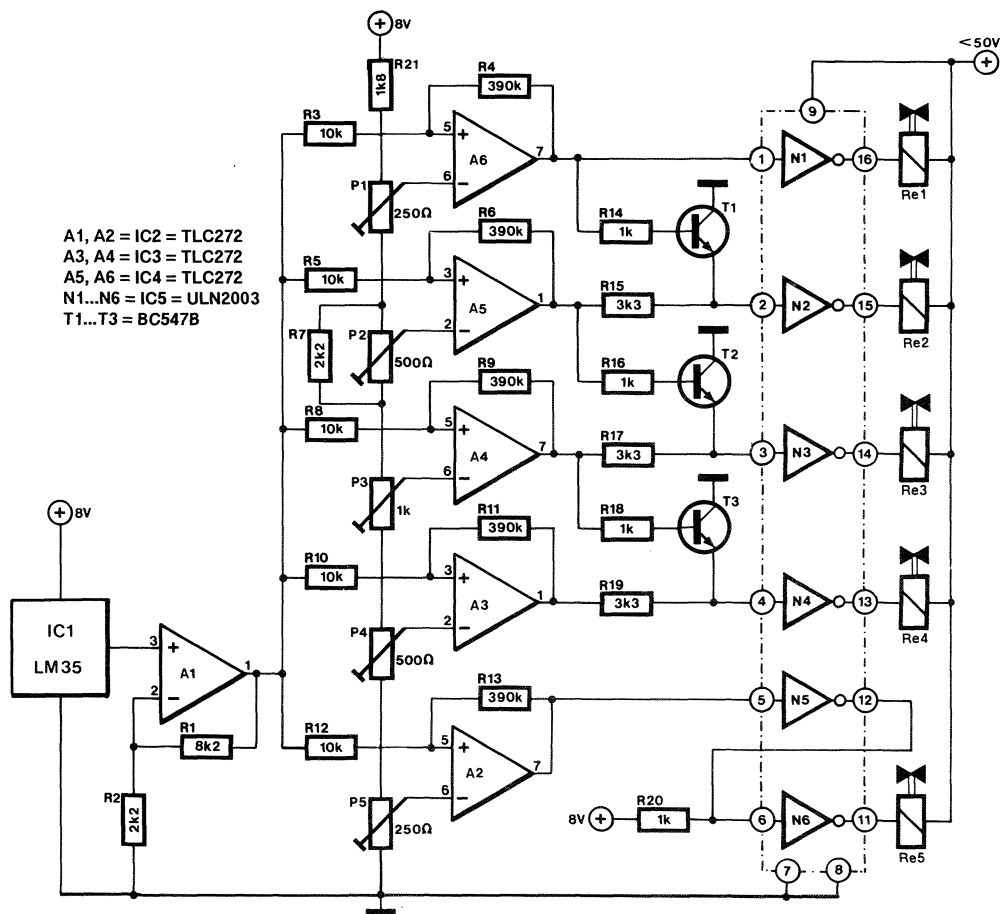 8V
R21
1k8
R4
390k
<50V
9
R3
10k
5
+
A6
7
6
−
1
N1
16
Re1
P1
250Ω
R14
1k
T1
A1, A2 = IC2 = TLC272
A3, A4 = IC3 = TLC272
A5, A6 = IC4 = TLC272
N1...N6 = IC5 = ULN2003
T1...T3 = BC547B
R6
390k
R5
10k
3
+
A5
1
2
−
R15
3k3
2
N2
15
Re2
R7
2k2
P2
500Ω
R16
1k
T2
R9
390k
R8
10k
5
+
A4
7
6
−
R17
3k3
3
N3
14
Re3
P3
1k
R18
1k
T3
8V
R11
390k
R10
10k
3
+
A3
1
2
−
R19
3k3
4
N4
13
Re4
IC1
LM35
3
+
A1
1
2
−
P4
500Ω
R1
8k2
R13
390k
R12
10k
5
+
A2
7
6
−
5
N5
12
R2
2k2
P5
250Ω
8V
R20
1k
6
N6
11
Re5
7
8